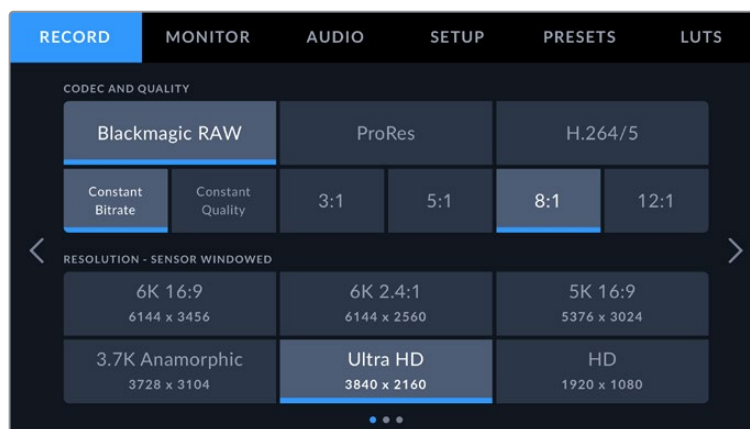 RECORD MONITOR AUDIO SETUP PRESETS LUTS
CODEC AND QUALITY
Blackmagic RAW ProRes H.264/5
Constant Bitrate Constant Quality 3:1 5:1 8:1 12:1
RESOLUTION - SENSOR WINDOWED
6K 16:9 6K 2.4:1 5K 16:9
6144 x 3456 6144 x 2560 5376 x 3024
3.7K Anamorphic Ultra HD HD
3728 x 3104 3840 x 2160 1920 x 1080